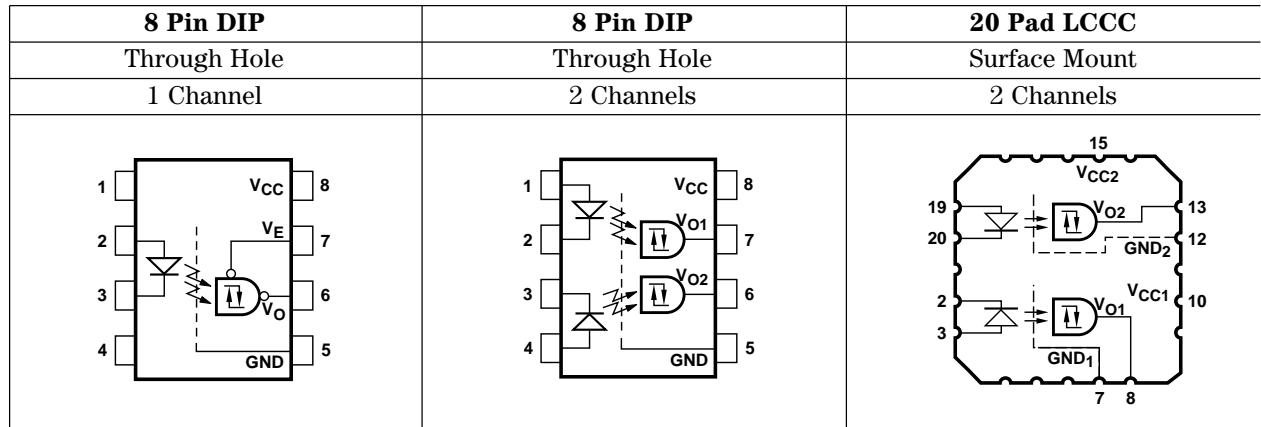 8 Pin DIP
8 Pin DIP
20 Pad LCCC
Through Hole
Through Hole
Surface Mount
1 Channel
2 Channels
2 Channels
1
VCC
8
2
VE
7
3
VO
6
4
GND
5
1
VCC
8
2
VO1
7
3
VO2
6
4
GND
5
15
VCC2
19
VO2
13
20
GND2
12
2
VCC1
10
3
VO1
GND1
7
8